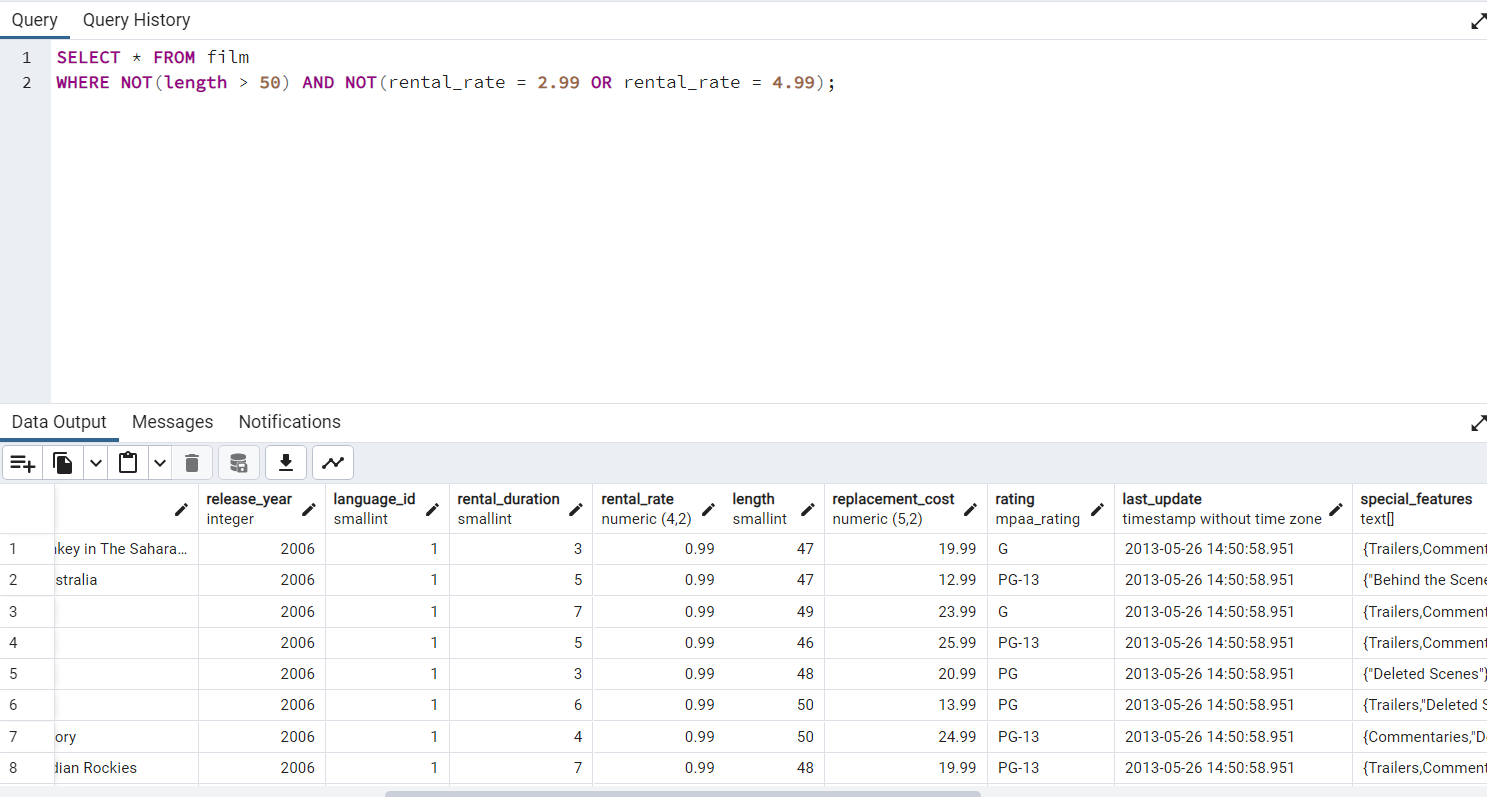 Query Query History
1 SELECT * FROM film
2 WHERE NOT(length > 50) AND NOT(rental_rate = 2.99 OR rental_rate = 4.99);
Data Output Messages Notifications
release_year language_id rental_duration rental_rate length replacement_cost rating last_update special_features
integer smallint smallint numeric (4,2) smallint numeric (5,2) mpaa_rating timestamp without time zone text[]
1 key in The Sahara... 2006 1 3 0.99 47 19.99 G 2013-05-26 14:50:58.951 {Trailers,Comment
2 stralia 2006 1 5 0.99 47 12.99 PG-13 2013-05-26 14:50:58.951 {"Behind the Scene
3 2006 1 7 0.99 49 23.99 G 2013-05-26 14:50:58.951 {Trailers,Comment
4 2006 1 5 0.99 46 25.99 PG-13 2013-05-26 14:50:58.951 {Trailers,Comment
5 2006 1 3 0.99 48 20.99 PG 2013-05-26 14:50:58.951 {"Deleted Scenes"}
6 2006 1 6 0.99 50 13.99 PG 2013-05-26 14:50:58.951 {Trailers,"Deleted S
7 ory 2006 1 4 0.99 50 24.99 PG-13 2013-05-26 14:50:58.951 {Commentaries,"D
8 dian Rockies 2006 1 7 0.99 48 19.99 PG-13 2013-05-26 14:50:58.951 {Trailers,Comment